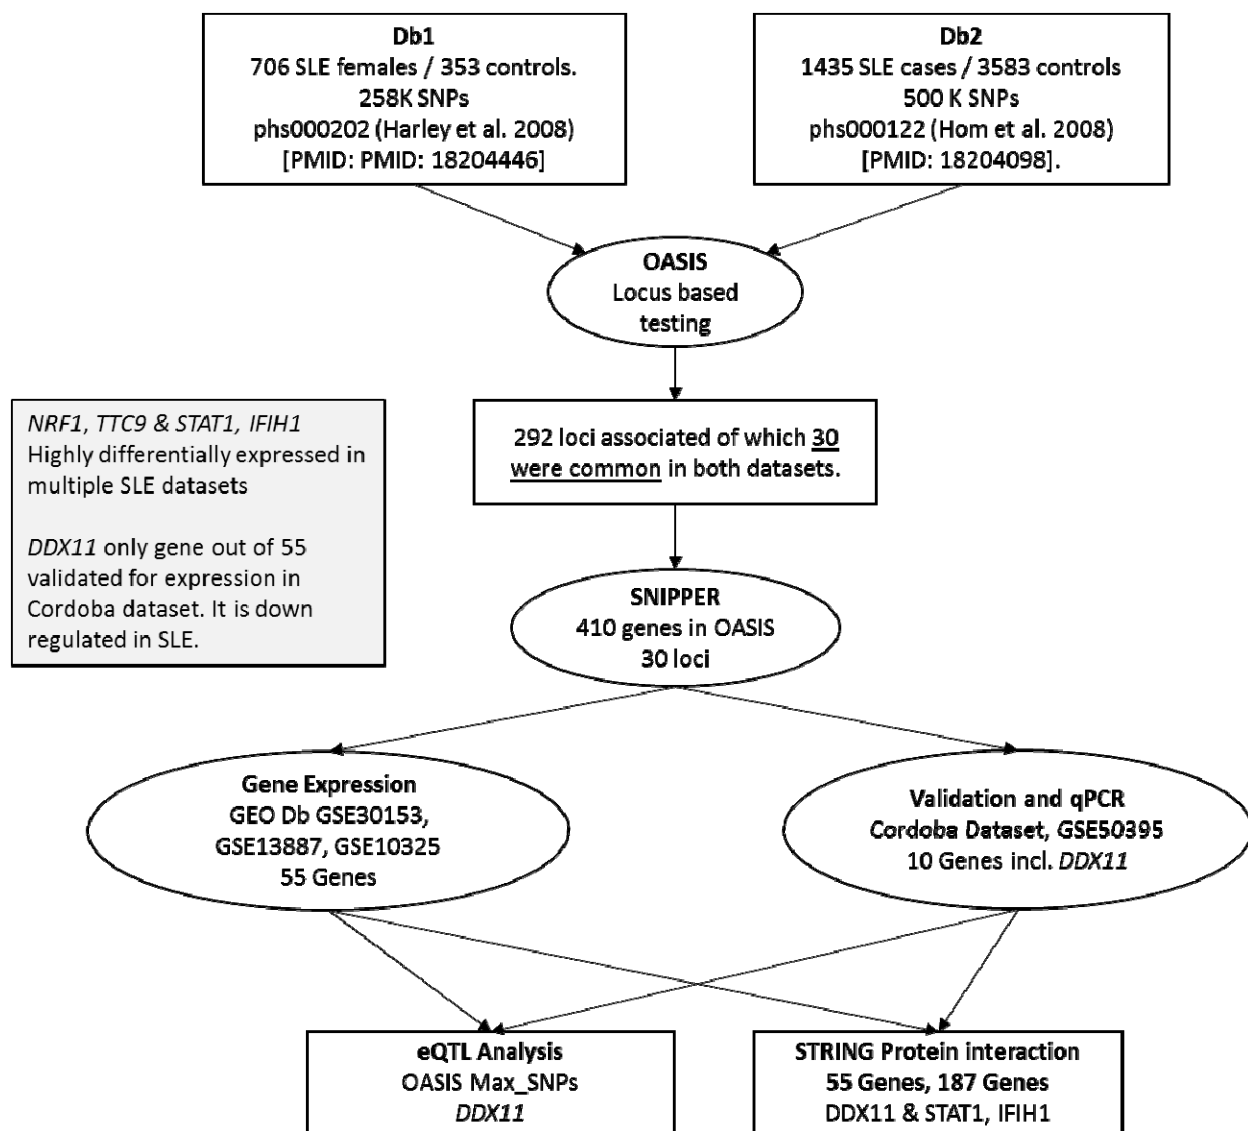 Db1
706 SLE females / 353 controls.
258K SNPs
phs000202 (Harley et al. 2008)
[PMID: PMID: 18204446]
Db2
1435 SLE cases / 3583 controls
500 K SNPs
phs000122 (Hom et al. 2008)
[PMID: 18204098].
OASIS
Locus based
testing
292 loci associated of which 30
were common in both datasets.
NRF1, TTC9 & STAT1, IFIH1
Highly differentially expressed in
multiple SLE datasets
DDX11 only gene out of 55
validated for expression in
Cordoba dataset. It is down
regulated in SLE.
SNIPPER
410 genes in OASIS
30 loci
Gene Expression
GEO Db GSE30153,
GSE13887, GSE10325
55 Genes
Validation and qPCR
Cordoba Dataset, GSE50395
10 Genes incl. DDX11
eQTL Analysis
OASIS Max_SNPs
DDX11
STRING Protein interaction
55 Genes, 187 Genes
DDX11 & STAT1, IFIH1